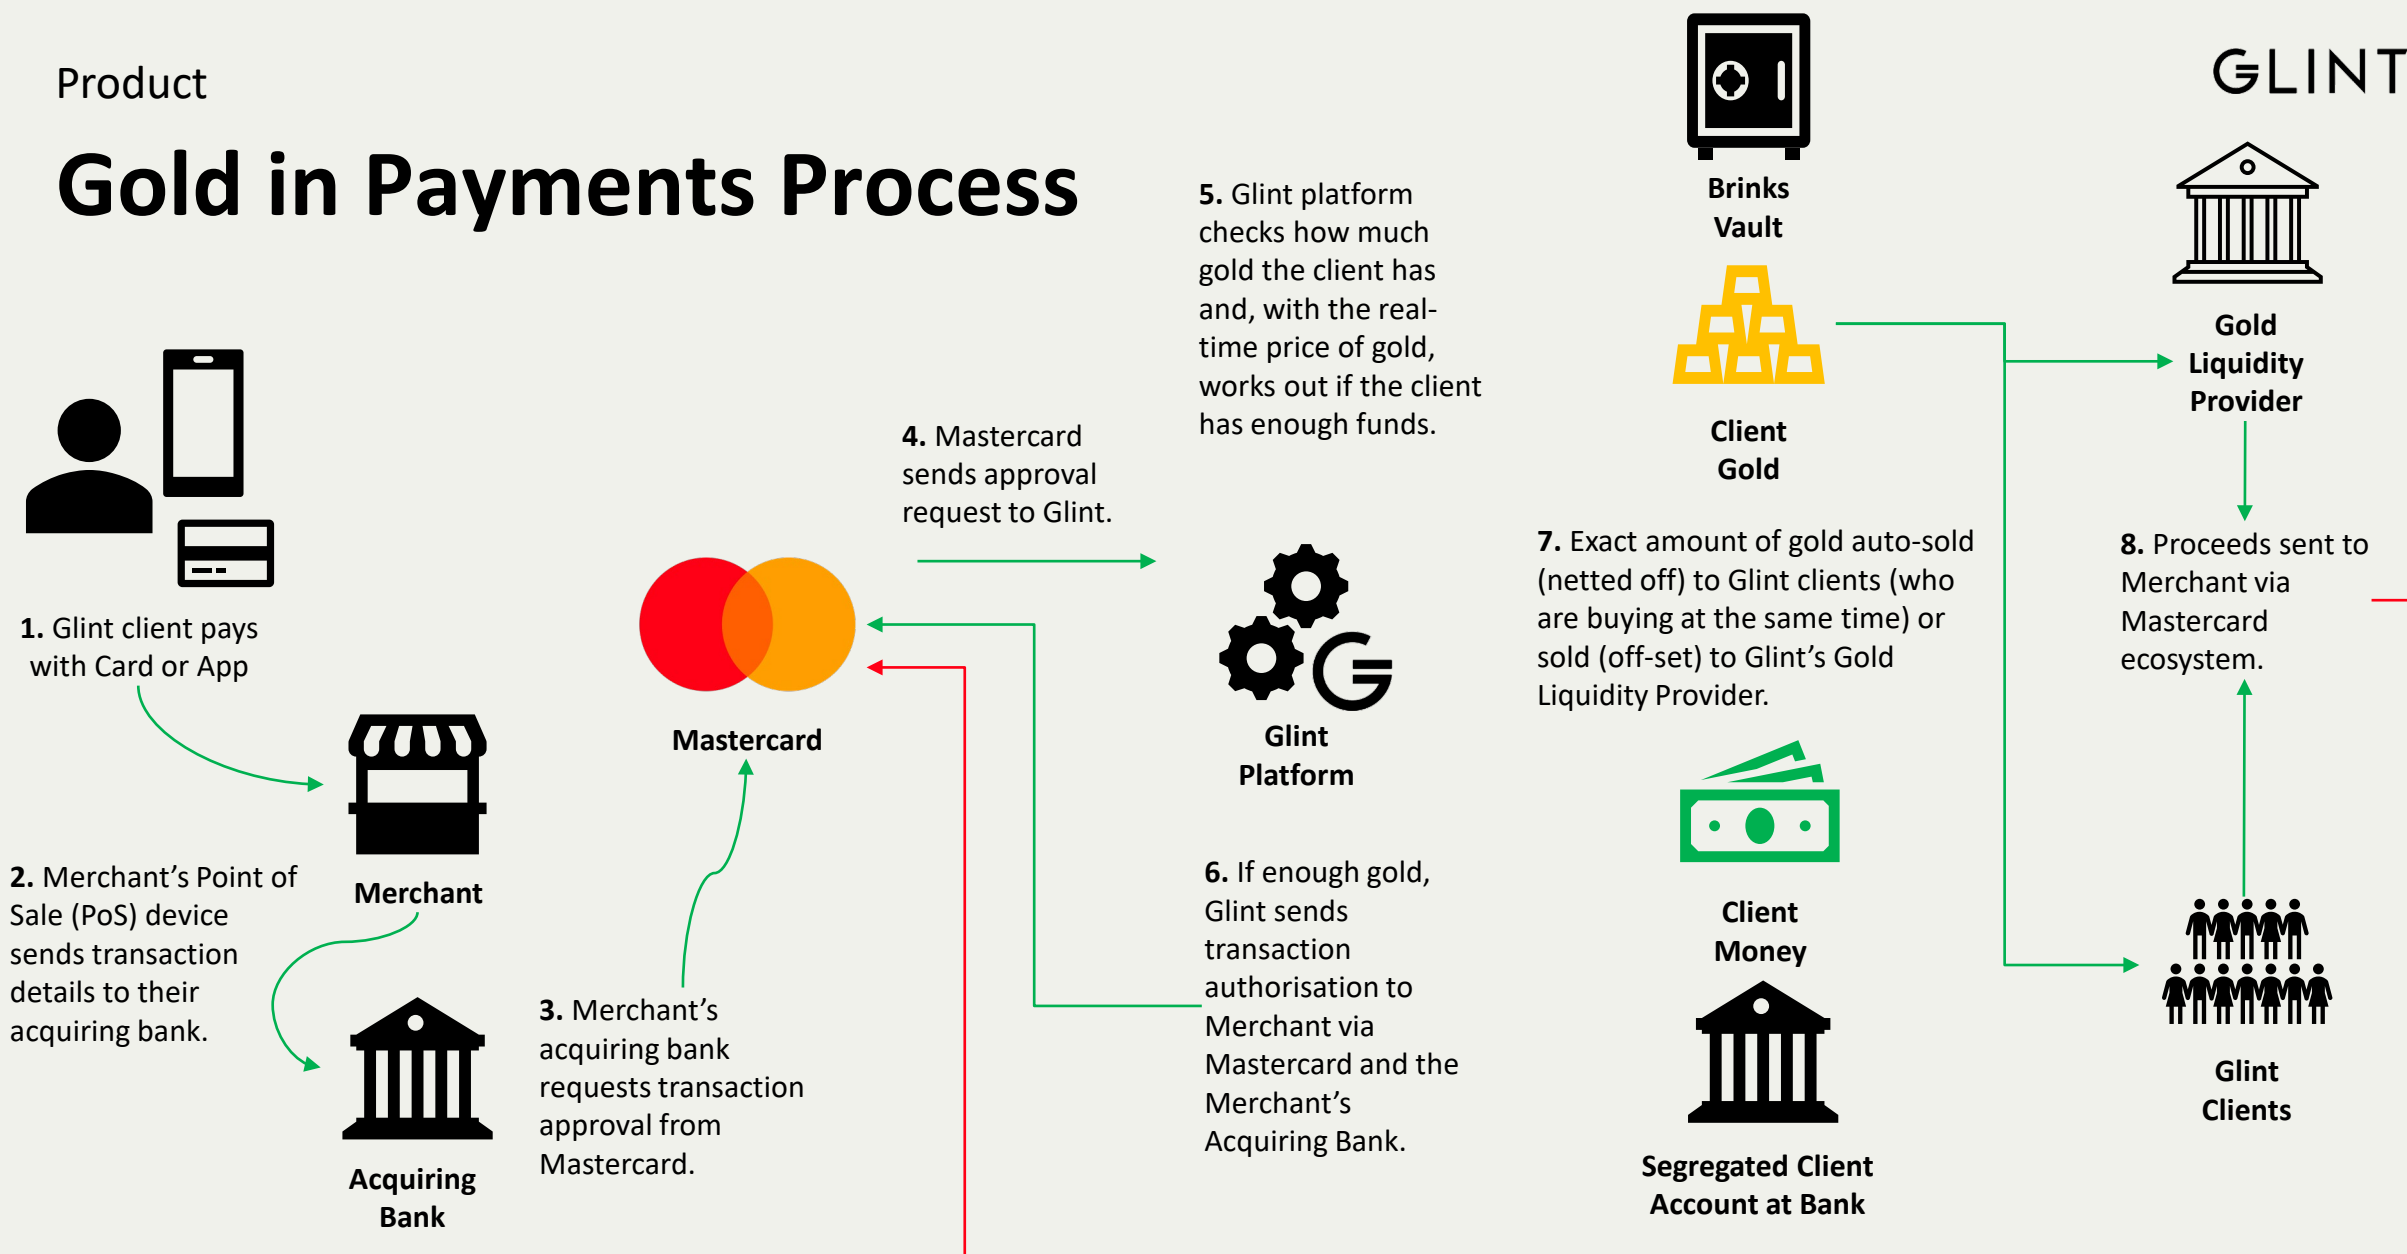 Product
GLINT
Gold in Payments Process
1. Glint client pays
with Card or App
Merchant
2. Merchant’s Point of
Sale (PoS) device
sends transaction
details to their
acquiring bank.
Acquiring
Bank
3. Merchant’s
acquiring bank
requests transaction
approval from
Mastercard.
Mastercard
4. Mastercard
sends approval
request to Glint.
5. Glint platform
checks how much
gold the client has
and, with the real-
time price of gold,
works out if the client
has enough funds.
Glint
Platform
6. If enough gold,
Glint sends
transaction
authorisation to
Merchant via
Mastercard and the
Merchant’s
Acquiring Bank.
Brinks
Vault
Client
Gold
7. Exact amount of gold auto-sold
(netted off) to Glint clients (who
are buying at the same time) or
sold (off-set) to Glint’s Gold
Liquidity Provider.
Client
Money
Segregated Client
Account at Bank
Gold
Liquidity
Provider
8. Proceeds sent to
Merchant via
Mastercard
ecosystem.
Glint
Clients